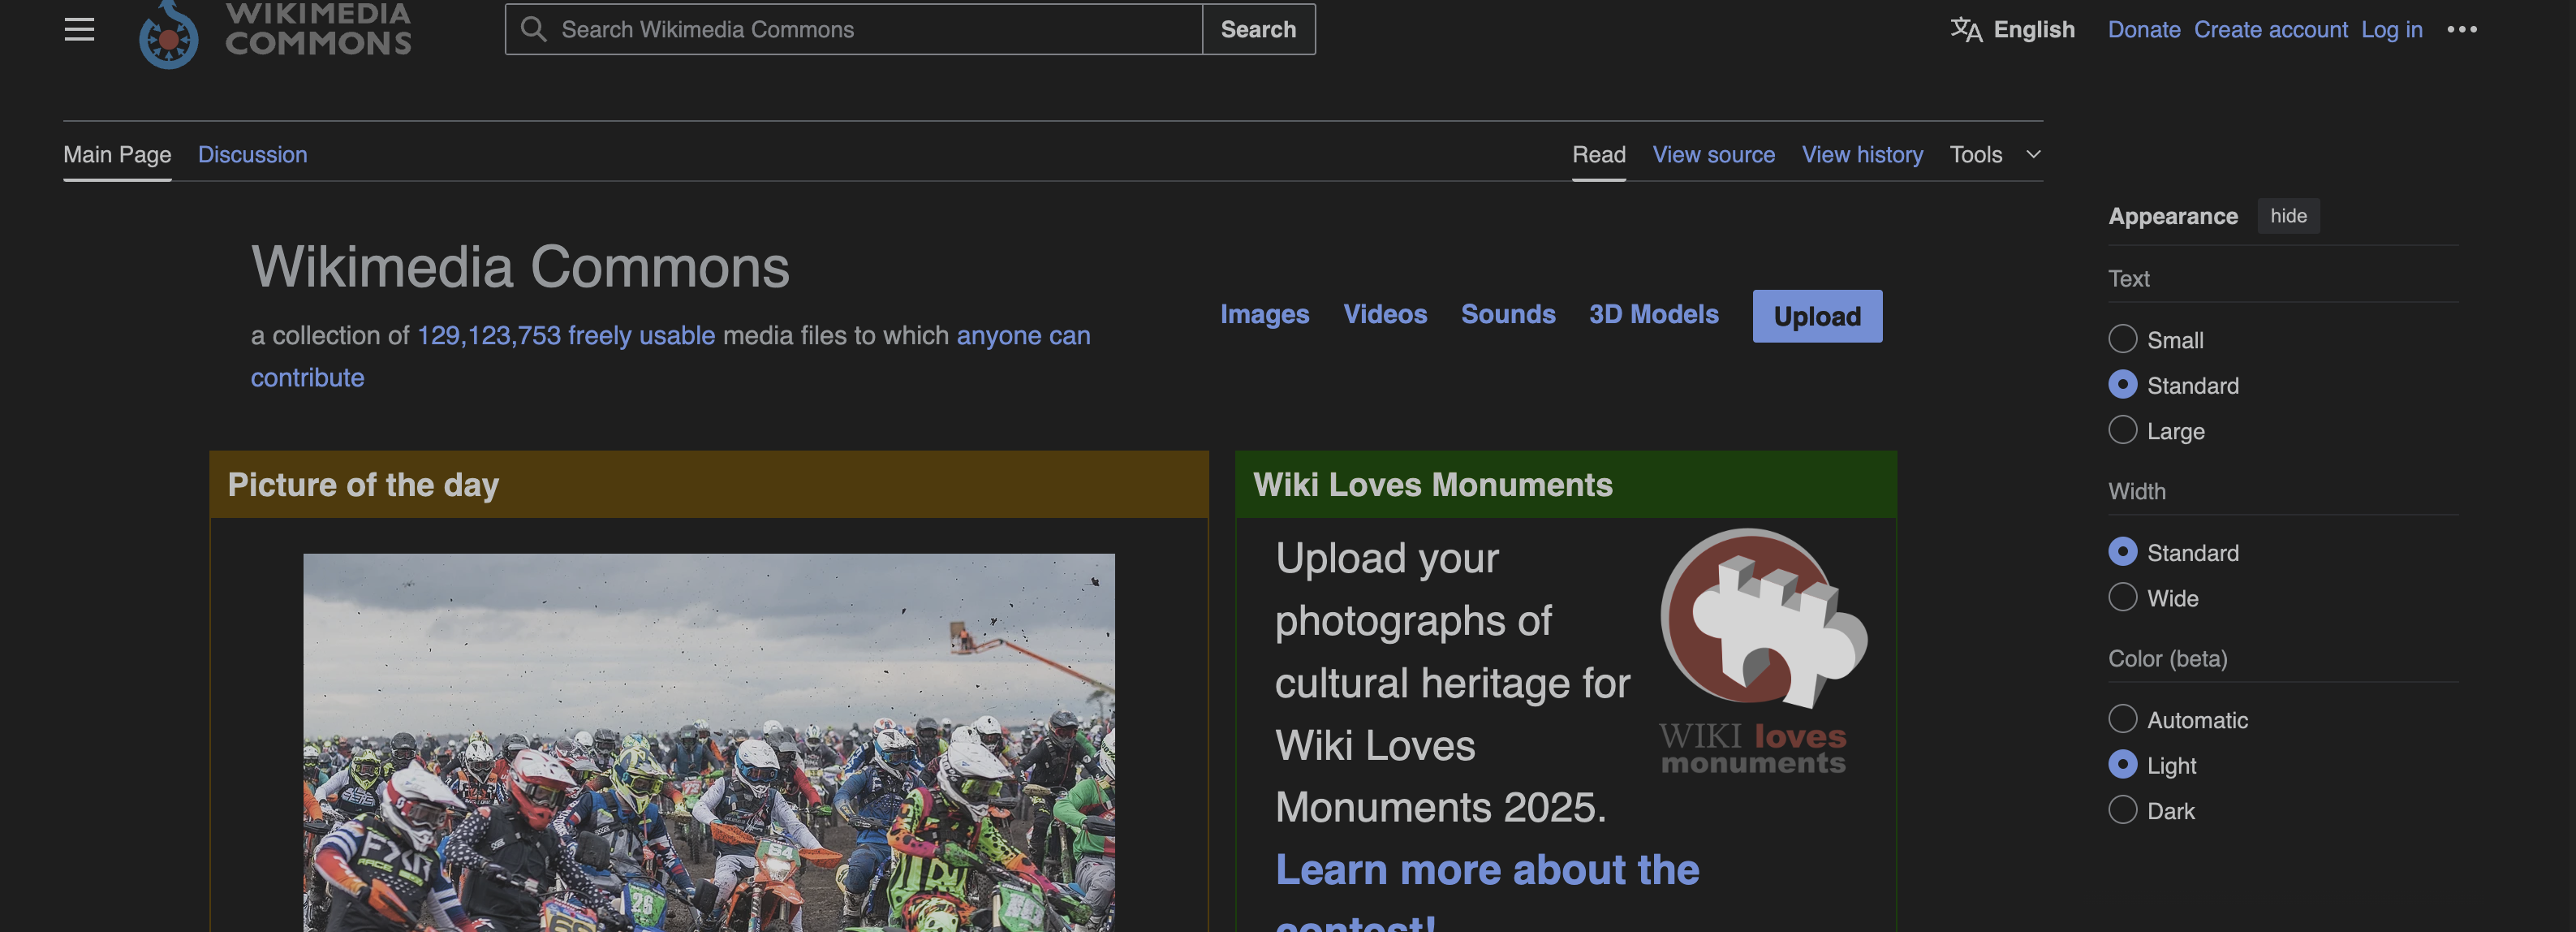 WIKIMEDIA
COMMONS
Search Wikimedia Commons
Search
English
Donate Create account Log in
Main Page Discussion
Read View source View history Tools
Wikimedia Commons
a collection of 129,123,753 freely usable media files to which anyone can
contribute
Images Videos Sounds 3D Models Upload
Picture of the day
FXR
64
Wiki Loves Monuments
Upload your
photographs of
cultural heritage for
Wiki Loves
Monuments 2025.
Learn more about the
contest!
WIKI loves
monuments
Appearance hide
Text
Small
Standard
Large
Width
Standard
Wide
Color (beta)
Automatic
Light
Dark